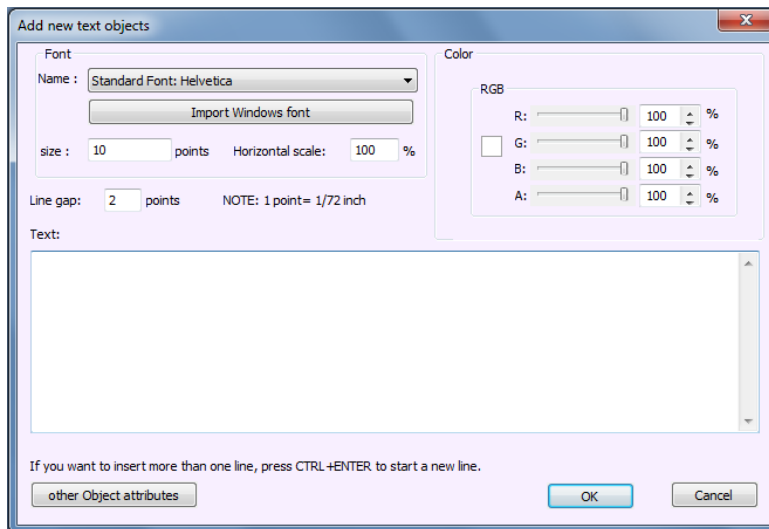 Add new text objects
Font
Name :
Standard Font: Helvetica
Import Windows font
size :
10
points
Horizontal scale:
100
%
Line gap:
2
points
NOTE: 1 point= 1/72 inch
Color
RGB
R:
100
%
G:
100
%
B:
100
%
A:
100
%
Text:
If you want to insert more than one line, press CTRL+ENTER to start a new line.
other Object attributes
OK
Cancel